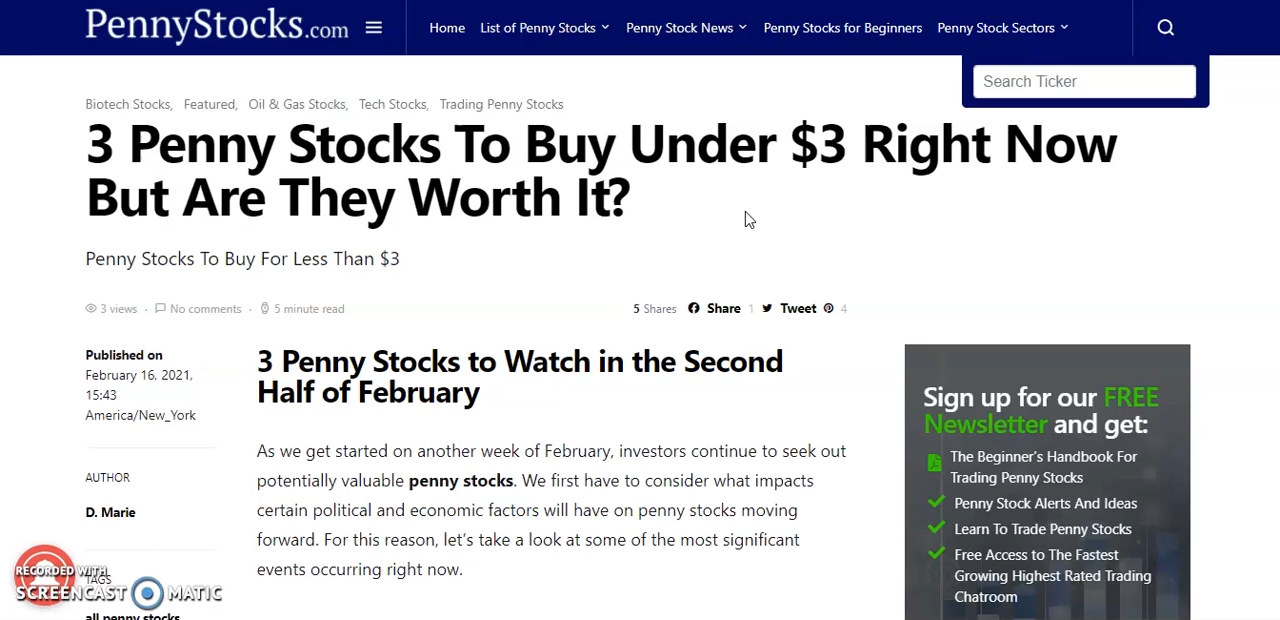 PennyStocks.com
Home List of Penny Stocks Penny Stock News Penny Stocks for Beginners Penny Stock Sectors
Search Ticker
Biotech Stocks, Featured, Oil & Gas Stocks, Tech Stocks, Trading Penny Stocks
3 Penny Stocks To Buy Under $3 Right Now
But Are They Worth It?
Penny Stocks To Buy For Less Than $3
3 views · No comments · 5 minute read
5 Shares Share 1 Tweet 4
Published on
February 16, 2021,
15:43
America/New_York
AUTHOR
D. Marie
TAGS
all penny stocks
3 Penny Stocks to Watch in the Second
Half of February
As we get started on another week of February, investors continue to seek out
potentially valuable penny stocks. We first have to consider what impacts
certain political and economic factors will have on penny stocks moving
forward. For this reason, let's take a look at some of the most significant
events occurring right now.
Sign up for our FREE
Newsletter and get:
The Beginner's Handbook For
Trading Penny Stocks
Penny Stock Alerts And Ideas
Learn To Trade Penny Stocks
Free Access to The Fastest
Growing Highest Rated Trading
Chatroom
RECORDED WITH
SCREENCAST MATIC